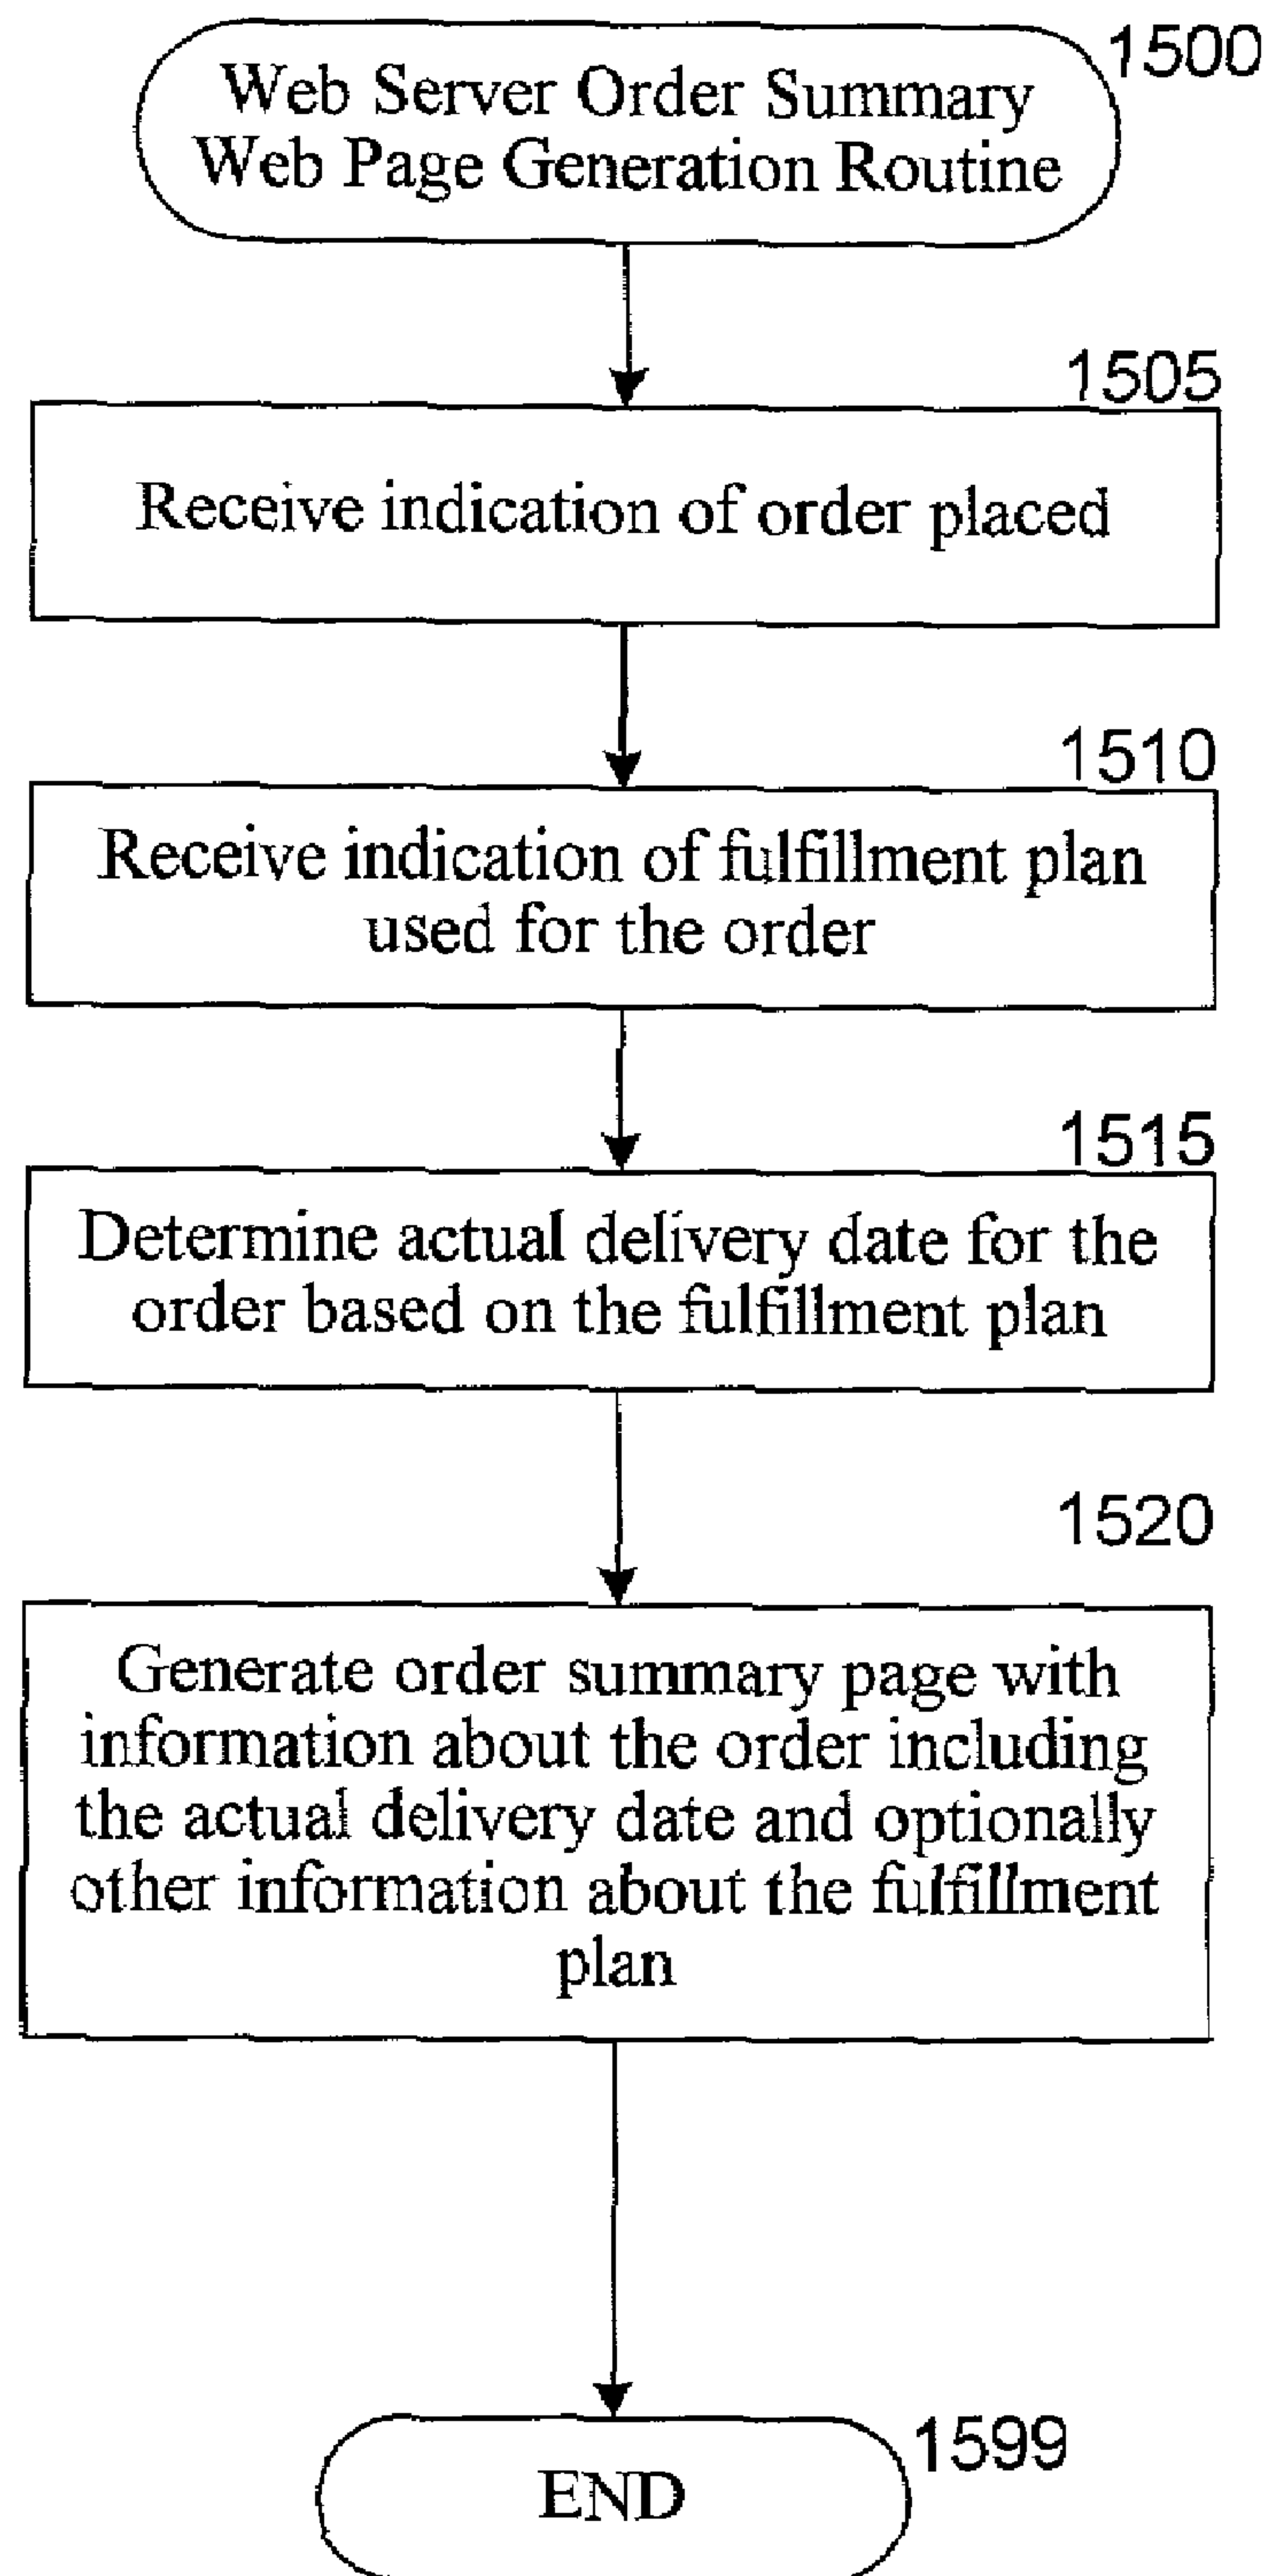 1500
Web Server Order Summary
Web Page Generation Routine
1505
Receive indication of order placed
1510
Receive indication of fulfillment plan
used for the order
1515
Determine actual delivery date for the
order based on the fulfillment plan
1520
Generate order summary page with
information about the order including
the actual delivery date and optionally
other information about the fulfillment
plan
1599
END